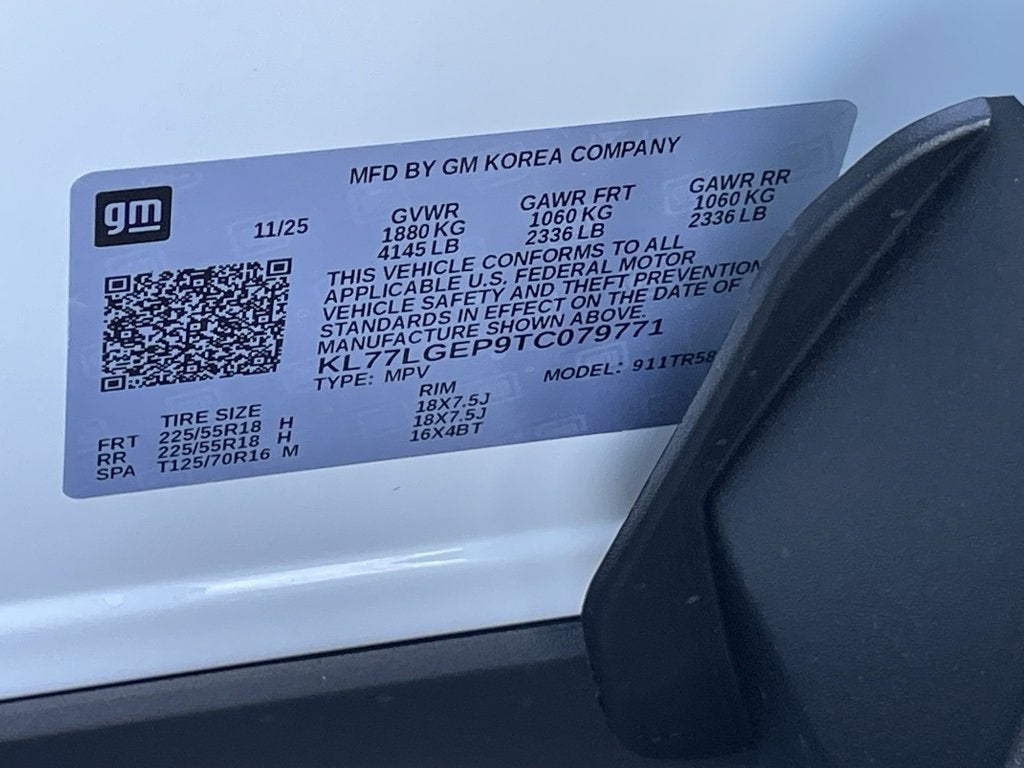 MFD BY GM KOREA COMPANY
gm
11/25
GVWR GAWR FRT GAWR RR
1880 KG 1060 KG 1060 KG
4145 LB 2336 LB 2336 LB
THIS VEHICLE CONFORMS TO ALL
APPLICABLE U.S. FEDERAL MOTOR
VEHICLE SAFETY AND THEFT PREVENTION
STANDARDS IN EFFECT ON THE DATE OF
MANUFACTURE SHOWN ABOVE.
KL77LGEP9TC079771
TYPE: MPV MODEL: 911TR58
TIRE SIZE RIM
FRT 225/55R18 H 18X7.5J
RR 225/55R18 H 18X7.5J
SPA T125/70R16 M 16X4BT